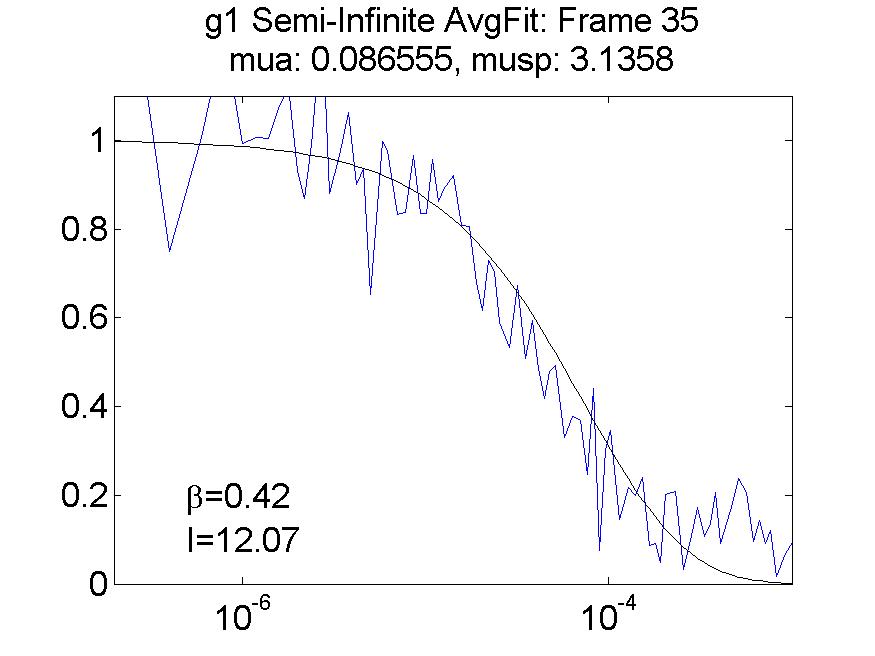 g1 Semi-Infinite AvgFit: Frame 35
mua: 0.086555, musp: 3.1358
1
0.8
0.6
0.4
0.2
0
β=0.42
I=12.07
10^-6
10^-4